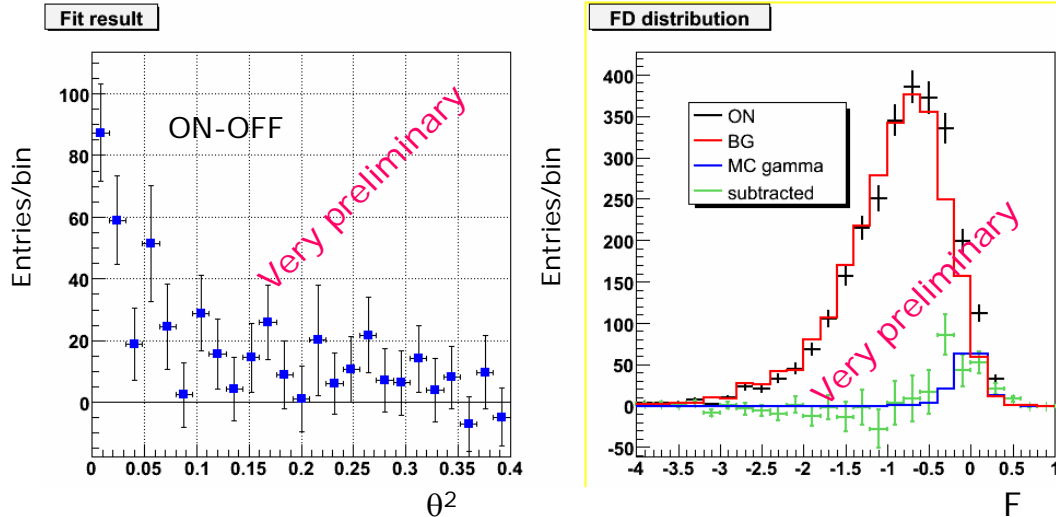 Fit result
Entries/bin
100
80
60
40
20
0
ON-OFF
Very preliminary
0 0.05 0.1 0.15 0.2 0.25 0.3 0.35 0.4
θ²
FD distribution
Entries/bin
400
350
300
250
200
150
100
50
0
-50
ON
BG
MC gamma
subtracted
Very preliminary
-4 -3.5 -3 -2.5 -2 -1.5 -1 -0.5 0 0.5 1
F